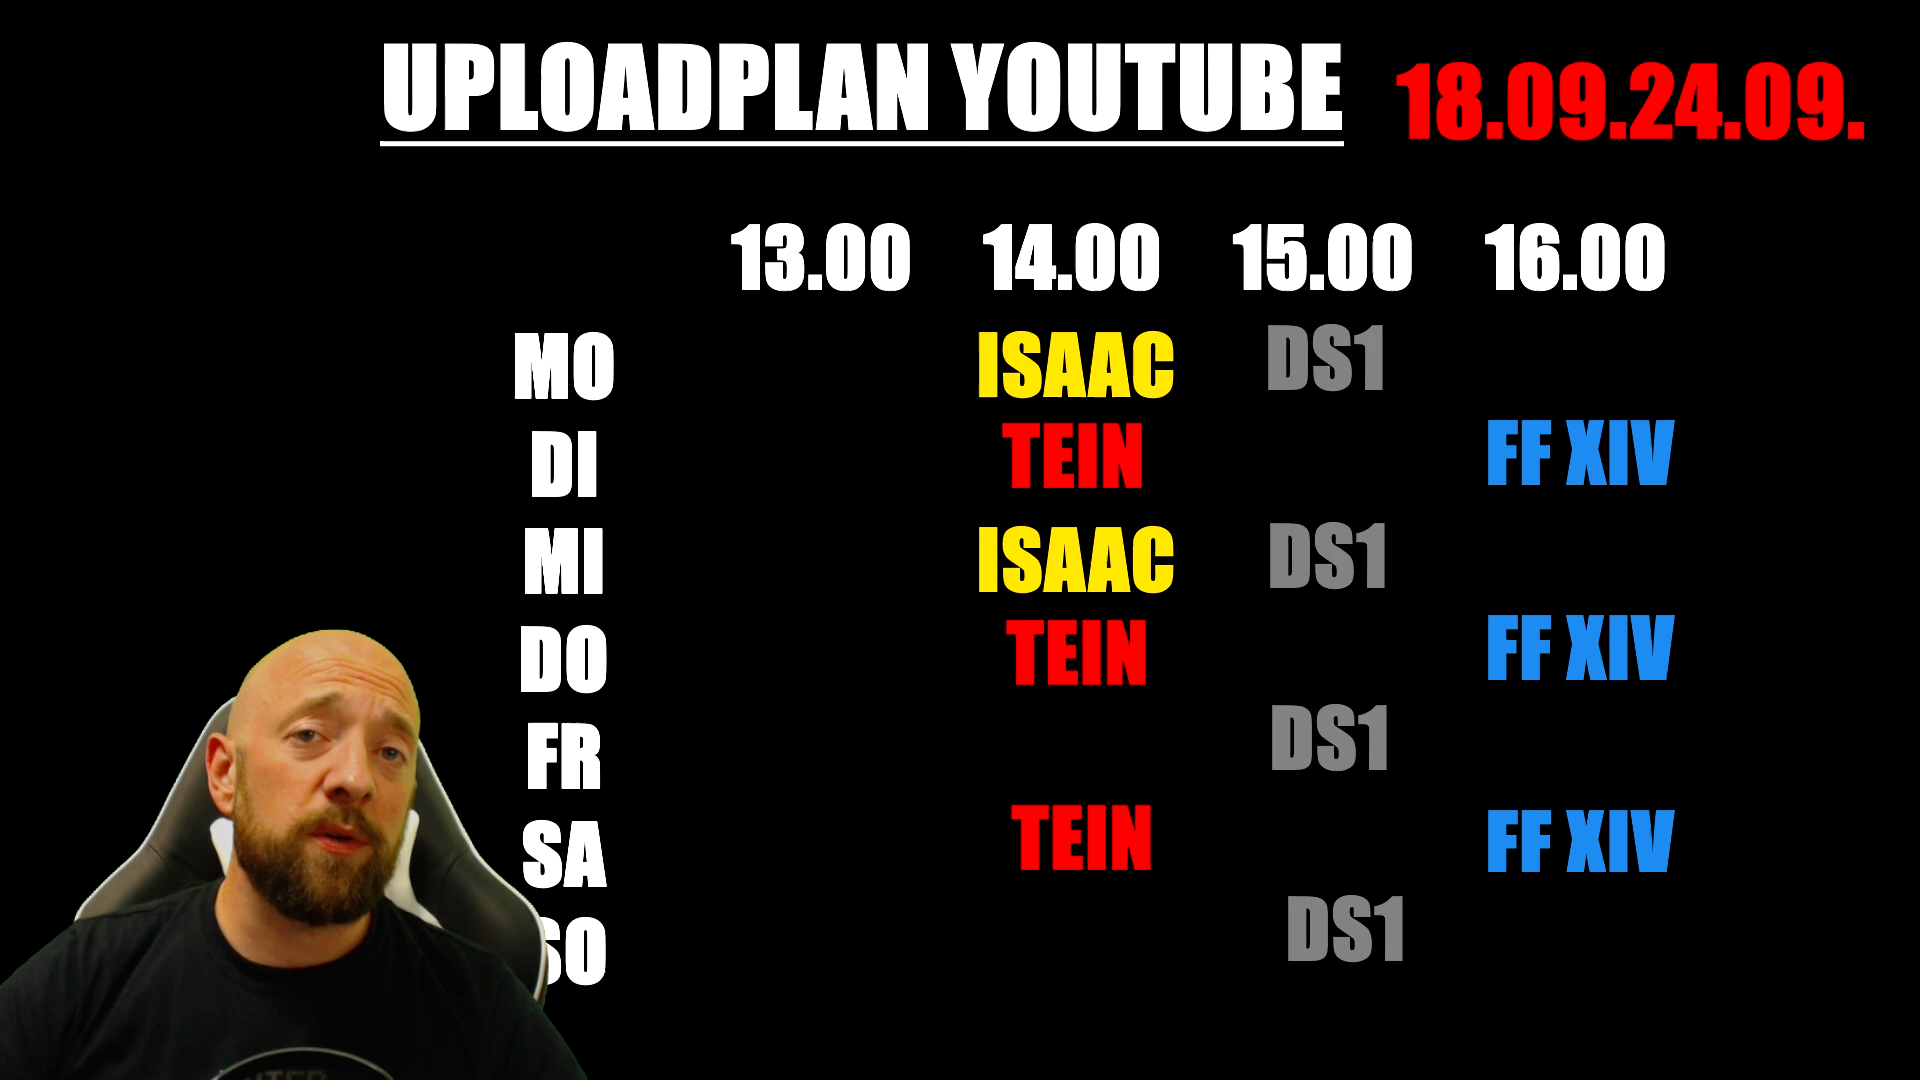 UPLOADPLAN YOUTUBE 18.09.24.09.
13.00 14.00 15.00 16.00
MO ISAAC DS1
DI TEIN FF XIV
MI ISAAC DS1
DO TEIN FF XIV
FR DS1
SA TEIN FF XIV
SO DS1